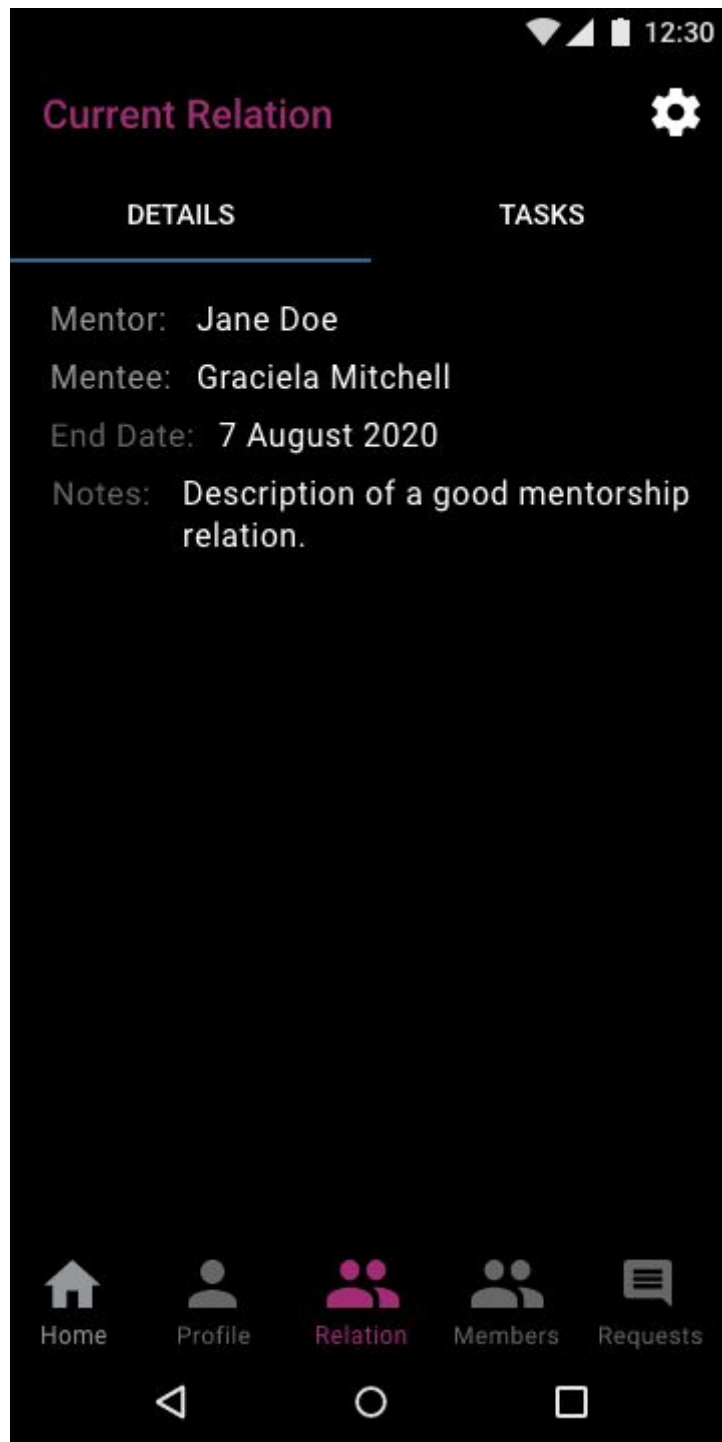 12:30
Current Relation
DETAILS TASKS
Mentor: Jane Doe
Mentee: Graciela Mitchell
End Date: 7 August 2020
Notes: Description of a good mentorship
relation.
Home Profile Relation Members Requests